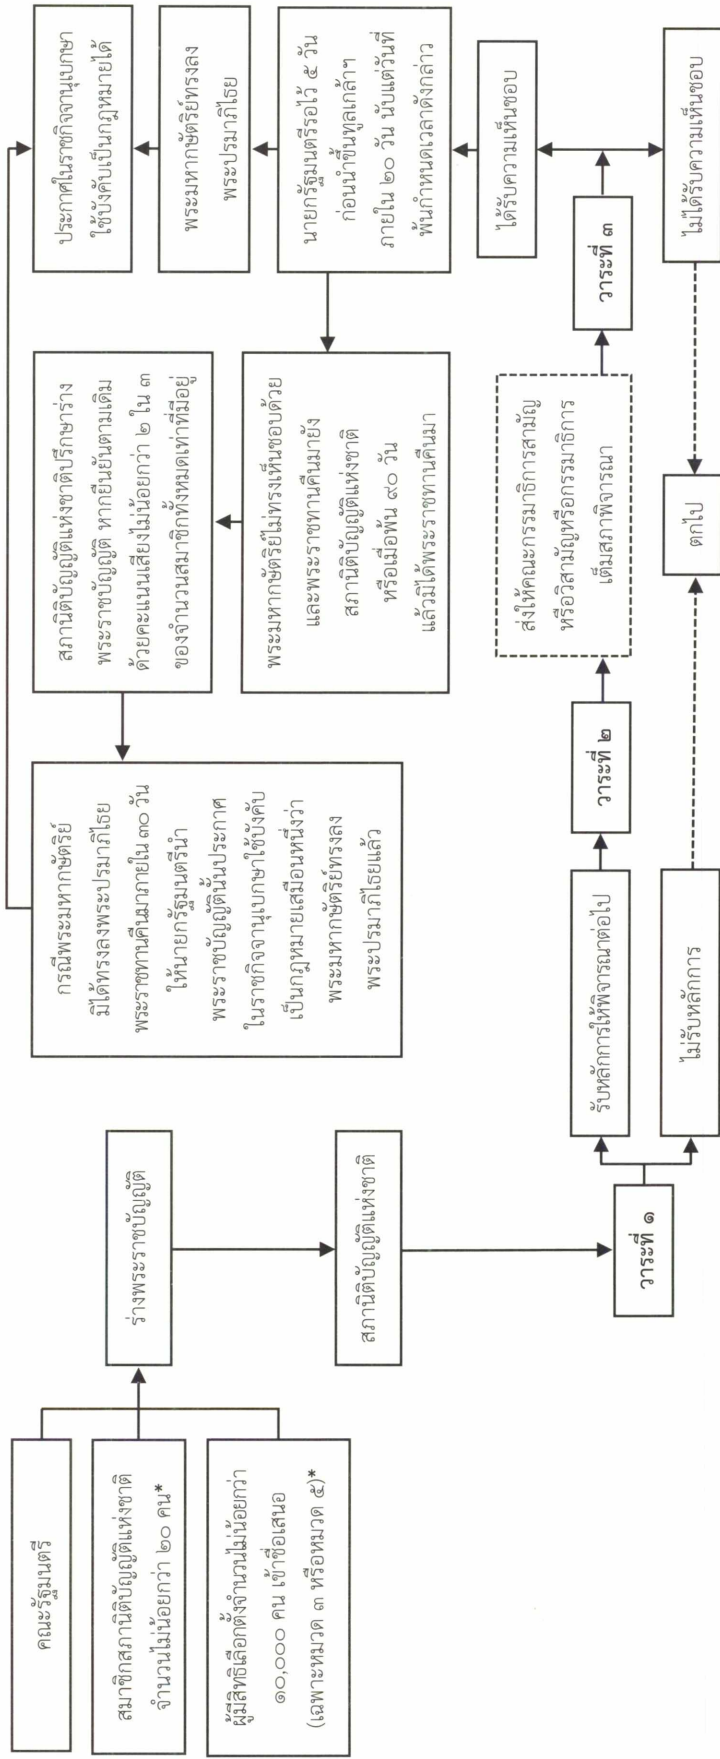 คณะรัฐมนตรี
สมาชิกสภานิติบัญญัติแห่งชาติ
จำนวนไม่น้อยกว่า ๒๐ คน*
ผู้มีสิทธิเลือกตั้งจำนวนไม่น้อยกว่า
๑๐,๐๐๐ คน เข้าชื่อเสนอ
(เฉพาะหมวด ๓ หรือหมวด ๕)*
ร่างพระราชบัญญัติ
สภานิติบัญญัติแห่งชาติ
วาระที่ ๑
รับหลักการให้พิจารณาต่อไป
ไม่รับหลักการ
วาระที่ ๒
ส่งให้คณะกรรมาธิการสามัญ
หรือวิสามัญหรือกรรมาธิการ
เต็มสภาพิจารณา
วาระที่ ๓
ตกไป
ไม่ได้รับความเห็นชอบ
ได้รับความเห็นชอบ
นายกรัฐมนตรีรอไว้ ๕ วัน
ก่อนนำขึ้นทูลเกล้าฯ
ภายใน ๒๐ วัน นับแต่วันที่
พ้นกำหนดเวลาดังกล่าว
พระมหากษัตริย์ทรงลง
พระปรมาภิไธย
ประกาศในราชกิจจานุเบกษา
ใช้บังคับเป็นกฎหมายได้
พระมหากษัตริย์ไม่ทรงเห็นชอบด้วย
และพระราชทานคืนมายัง
สภานิติบัญญัติแห่งชาติ
หรือเมื่อพ้น ๙๐ วัน
แล้วมิได้พระราชทานคืนมา
สภานิติบัญญัติแห่งชาติปรึกษาร่าง
พระราชบัญญัติ หากยืนยันตามเดิม
ด้วยคะแนนเสียงไม่น้อยกว่า ๒ ใน ๓
ของจำนวนสมาชิกทั้งหมดเท่าที่มีอยู่
กรณีพระมหากษัตริย์
มิได้ทรงลงพระปรมาภิไธย
พระราชทานคืนมาภายใน ๓๐ วัน
ให้นายกรัฐมนตรีนำ
พระราชบัญญัตินั้นประกาศ
ในราชกิจจานุเบกษาใช้บังคับ
เป็นกฎหมายเสมือนหนึ่งว่า
พระมหากษัตริย์ทรงลง
พระปรมาภิไธยแล้ว